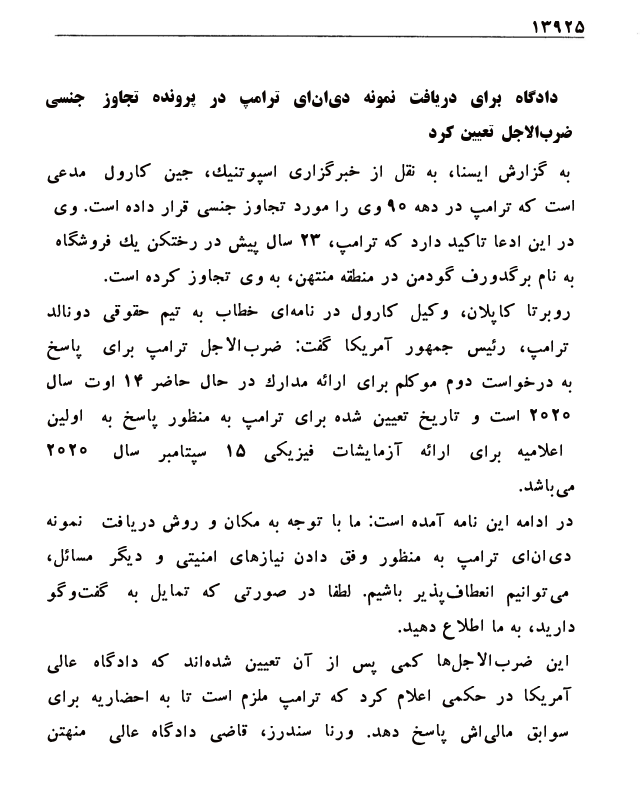 ۱۳۹۲۵
دادگاه برای دریافت نمونه دی‌ان‌ای ترامپ در پرونده تجاوز جنسی
ضرب‌الاجل تعیین کرد
به گزارش ایسنا، به نقل از خبرگزاری اسپوتنیك، جین کارول مدعی
است که ترامپ در دهه ۹۰ وی را مورد تجاوز جنسی قرار داده است. وی
در این ادعا تاکید دارد که ترامپ، ۲۳ سال پیش در رختکن یك فروشگاه
به نام برگدورف گودمن در منطقه منتهن، به وی تجاوز کرده است.
روبرتا کاپلان، وکیل کارول در نامه‌ای خطاب به تیم حقوقی دونالد
ترامپ، رئیس جمهور آمریکا گفت: ضرب‌الاجل ترامپ برای پاسخ
به درخواست دوم موکلم برای ارائه مدارك در حال حاضر ۱۴ اوت سال
۲۰۲۰ است و تاریخ تعیین شده برای ترامپ به منظور پاسخ به اولین
اعلامیه برای ارائه آزمایشات فیزیکی ۱۵ سپتامبر سال ۲۰۲۰
می‌باشد.
در ادامه این نامه آمده است: ما با توجه به مکان و روش دریافت نمونه
دی‌ان‌ای ترامپ به منظور وفق دادن نیازهای امنیتی و دیگر مسائل،
می‌توانیم انعطاف‌پذیر باشیم. لطفا در صورتی که تمایل به گفت‌وگو
دارید، به ما اطلاع دهید.
این ضرب‌الاجل‌ها کمی پس از آن تعیین شده‌اند که دادگاه عالی
آمریکا در حکمی اعلام کرد که ترامپ ملزم است تا به احضاریه برای
سوابق مالی‌اش پاسخ دهد. ورنا سندرز، قاضی دادگاه عالی منهتن